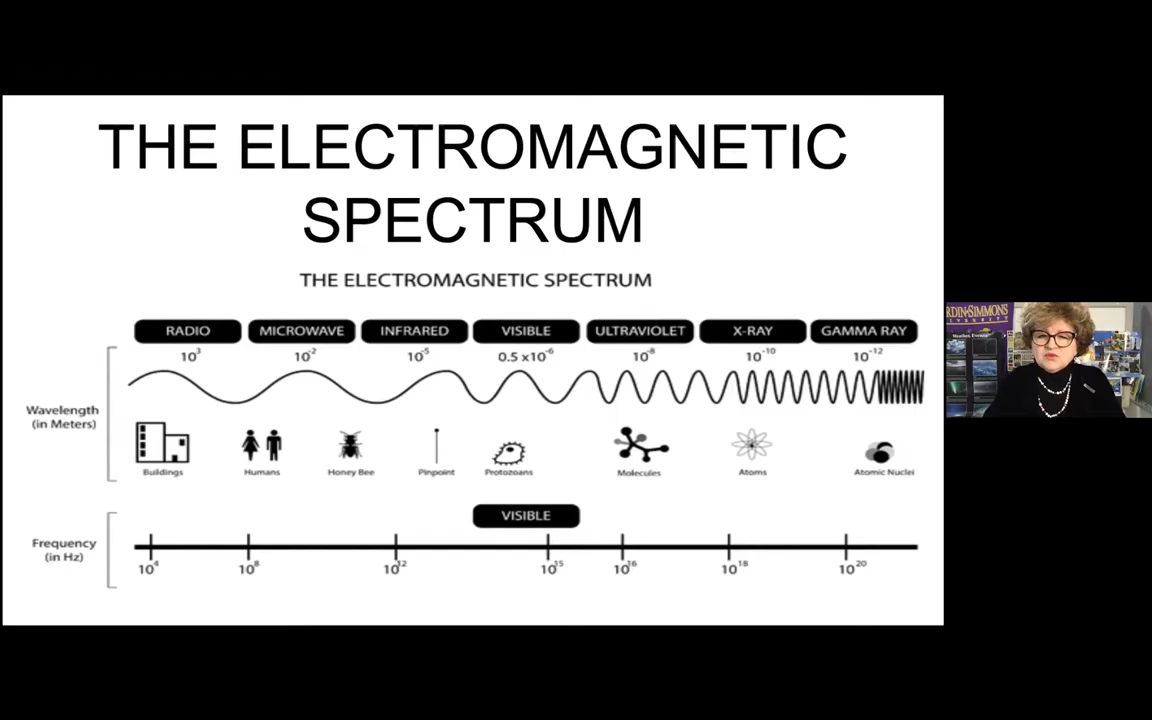 THE ELECTROMAGNETIC
SPECTRUM
THE ELECTROMAGNETIC SPECTRUM
RADIO MICROWAVE INFRARED VISIBLE ULTRAVIOLET X-RAY GAMMA RAY
10³ 10⁻² 10⁻⁵ 0.5 x10⁻⁶ 10⁻⁸ 10⁻¹⁰ 10⁻¹²
Wavelength
(in Meters)
Buildings Humans Honey Bee Pinpoint Protozoans Molecules Atoms Atomic Nuclei
VISIBLE
Frequency
(in Hz)
10⁴ 10⁸ 10¹² 10¹⁵ 10¹⁶ 10¹⁸ 10²⁰
RDIN-SIMMONS